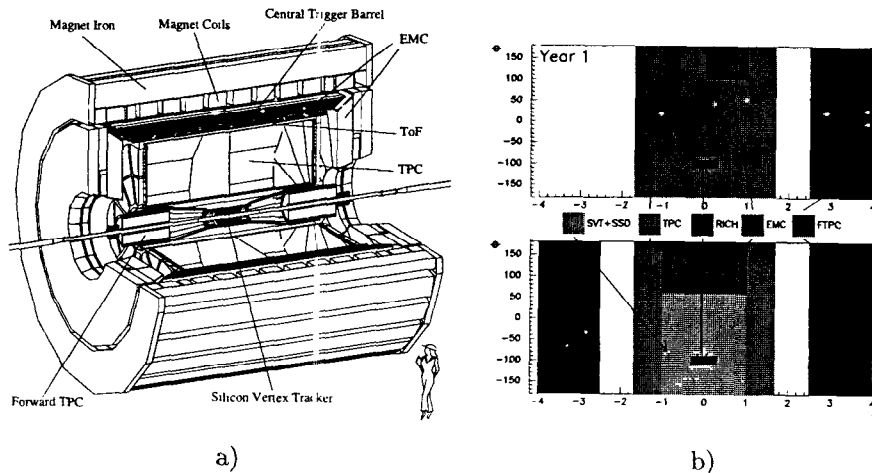 Magnet Iron
Magnet Coils
Central Trigger Barrel
EMC
ToF
TPC
Forward TPC
Silicon Vertex Tracker
a)
Φ
Year 1
150
100
50
0
-50
-100
-150
-4 -3 -2 -1 0 1 2 3 4
SVT+SSD TPC RICH EMC FTPC
Φ
150
100
50
0
-50
-100
-150
-4 -3 -2 -1 0 1 2 3 4
b)